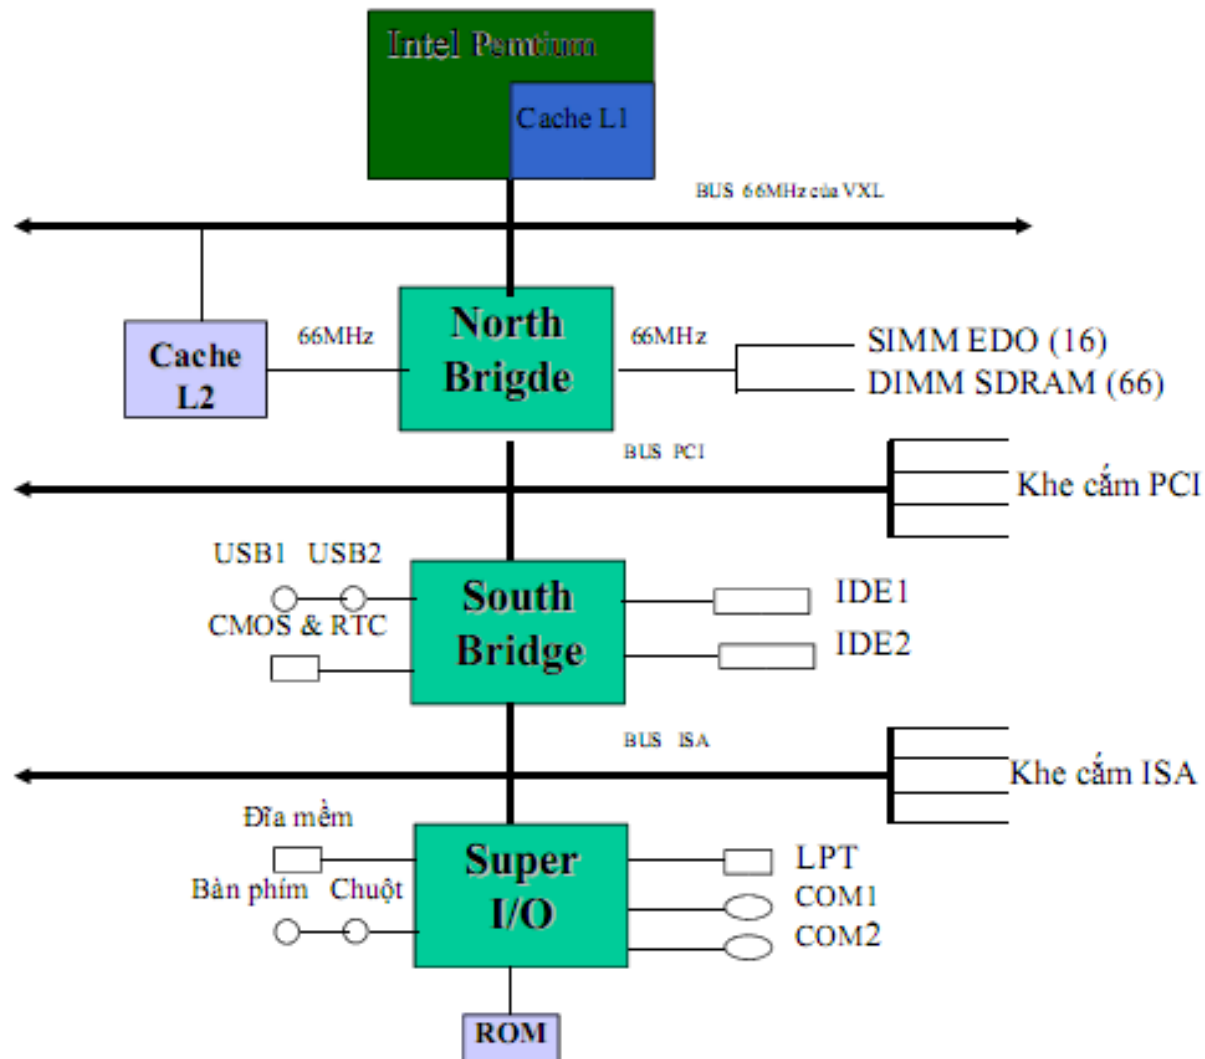 Intel Pemtium
Cache L1
BUS 66MHz của VXL
North
Brigde
66MHz
66MHz
Cache
L2
SIMM EDO (16)
DIMM SDRAM (66)
BUS PCI
Khe cắm PCI
USB1 USB2
CMOS & RTC
South
Bridge
IDE1
IDE2
BUS ISA
Khe cắm ISA
Đĩa mềm
Bàn phím Chuột
Super
I/O
LPT
COM1
COM2
ROM